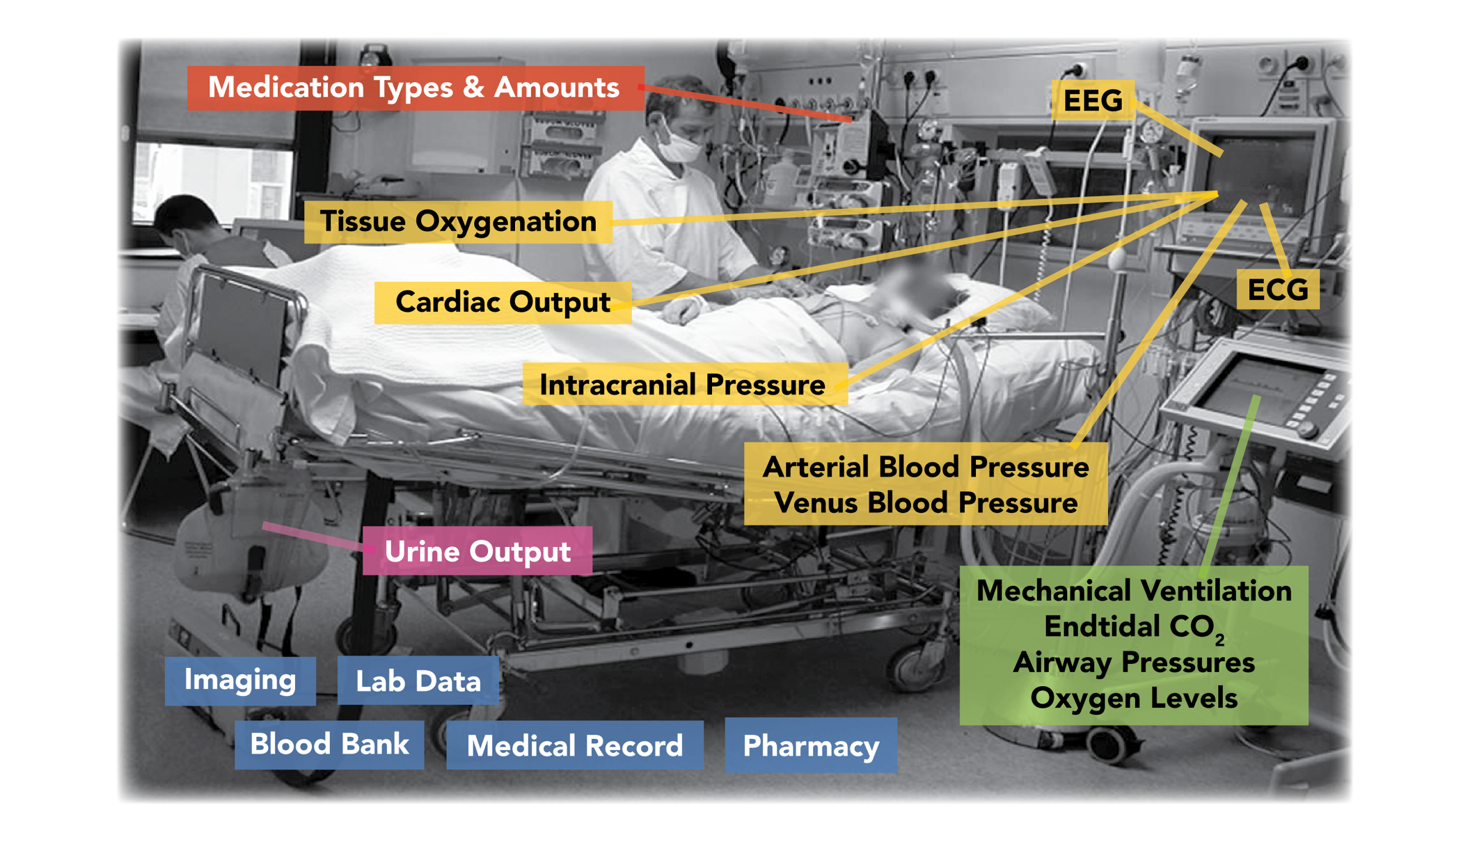 Medication Types & Amounts
EEG
Tissue Oxygenation
Cardiac Output
ECG
Intracranial Pressure
Arterial Blood Pressure
Venus Blood Pressure
Urine Output
Mechanical Ventilation
Endtidal CO₂
Airway Pressures
Oxygen Levels
Imaging
Lab Data
Blood Bank
Medical Record
Pharmacy